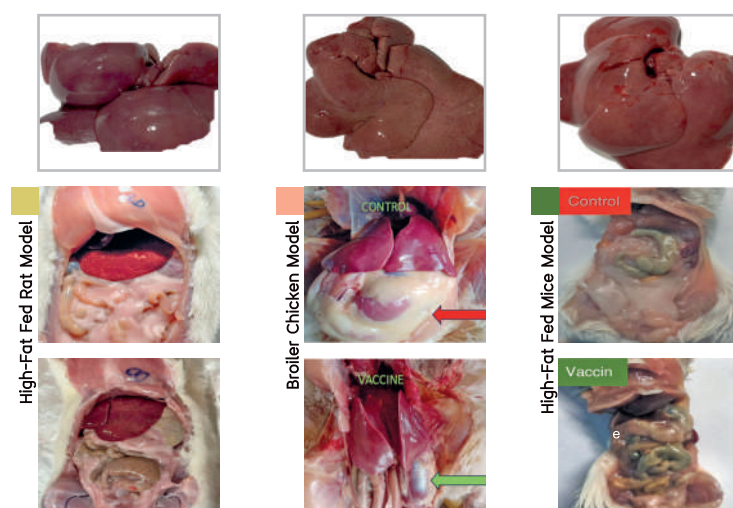 High-Fat Fed Rat Model
Broiler Chicken Model
CONTROL
VACCINE
High-Fat Fed Mice Model
Control
Vaccin
e